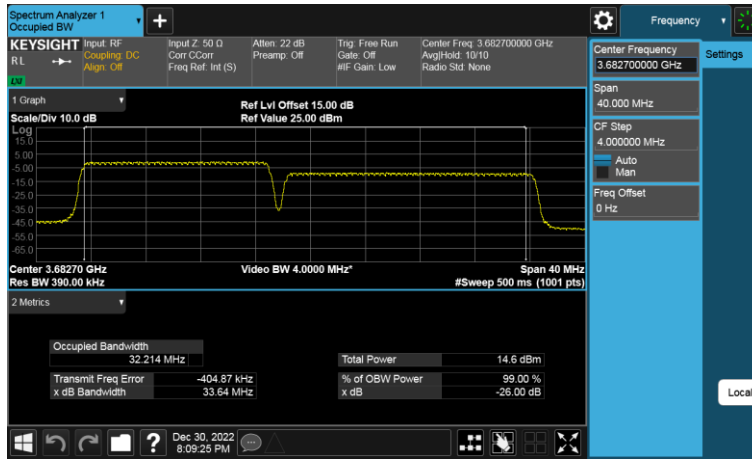 Spectrum Analyzer 1
Occupied BW
+
Frequency
KEYSIGHT
RL
LXI
Input: RF
Coupling: DC
Align: Off
Input Z: 50 Ω
Corr CCorr
Freq Ref: Int (S)
Atten: 22 dB
Preamp: Off
Trig: Free Run
Gate: Off
#IF Gain: Low
Center Freq: 3.682700000 GHz
Avg|Hold: 10/10
Radio Std: None
Center Frequency
3.682700000 GHz
Settings
Span
40.000 MHz
CF Step
4.000000 MHz
Auto
Man
Freq Offset
0 Hz
Local
1 Graph
Scale/Div 10.0 dB
Ref Lvl Offset 15.00 dB
Ref Value 25.00 dBm
Log
15.0
5.00
-5.00
-15.0
-25.0
-35.0
-45.0
-55.0
-65.0
Center 3.68270 GHz
Res BW 390.00 kHz
Video BW 4.0000 MHz*
Span 40 MHz
#Sweep 500 ms (1001 pts)
2 Metrics
Occupied Bandwidth
32.214 MHz
Total Power 14.6 dBm
Transmit Freq Error -404.87 kHz
% of OBW Power 99.00 %
x dB Bandwidth 33.64 MHz
x dB -26.00 dB
?
Dec 30, 2022
8:09:25 PM